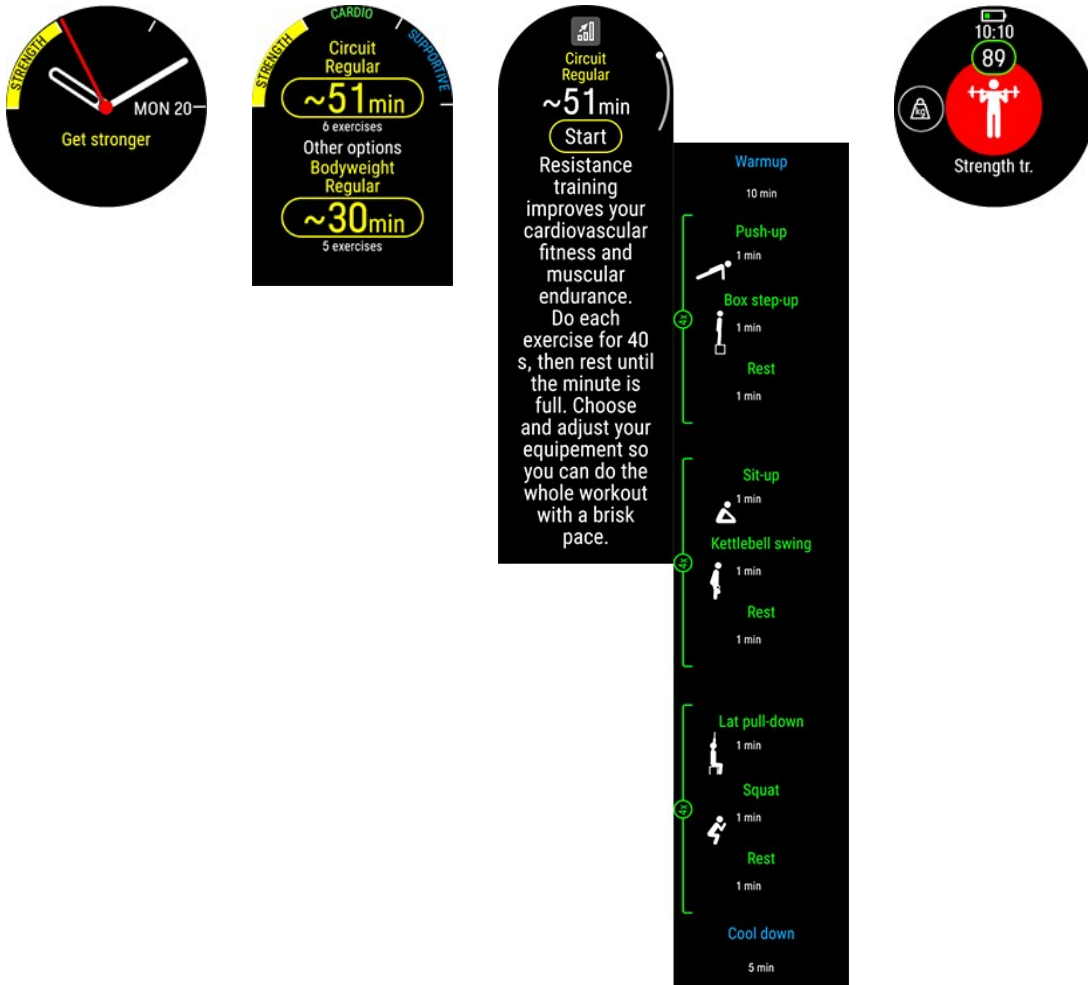 STRENGTH
MON 20
Get stronger
CARDIO
STRENGTH
SUPPORTIVE
Circuit
Regular
~51min
6 exercises
Other options
Bodyweight
Regular
~30min
5 exercises
Circuit
Regular
~51min
Start
Resistance
training
improves your
cardiovascular
fitness and
muscular
endurance.
Do each
exercise for 40
s, then rest until
the minute is
full. Choose
and adjust your
equipement so
you can do the
whole workout
with a brisk
pace.
Warmup
10 min
Push-up
1 min
Box step-up
4x
1 min
Rest
1 min
Sit-up
1 min
Kettlebell swing
4x
1 min
Rest
1 min
Lat pull-down
1 min
Squat
4x
1 min
Rest
1 min
Cool down
5 min
10:10
89
KG
Strength tr.